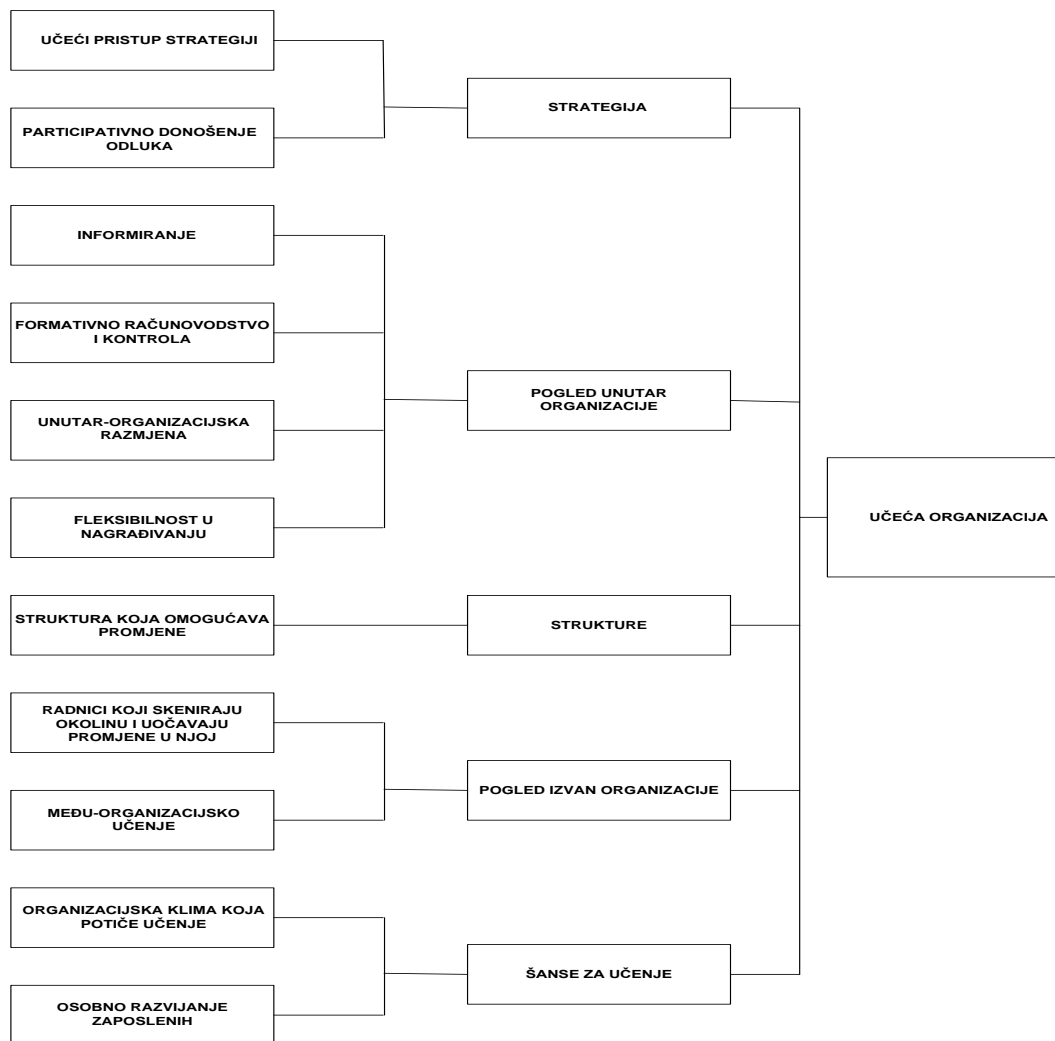 UČEĆI PRISTUP STRATEGIJI
PARTICIPATIVNO DONOŠENJE
ODLUKA
INFORMIRANJE
FORMATIVNO RAČUNOVODSTVO
I KONTROLA
UNUTAR-ORGANIZACIJSKA
RAZMJENA
FLEKSIBILNOST U
NAGRAĐIVANJU
STRUKTURA KOJA OMOGUĆAVA
PROMJENE
RADNICI KOJI SKENIRAJU
OKOLINU I UOČAVAJU
PROMJENE U NJOJ
MEĐU-ORGANIZACIJSKO
UČENJE
ORGANIZACIJSKA KLIMA KOJA
POTIČE UČENJE
OSOBNO RAZVIJANJE
ZAPOSLENIH
STRATEGIJA
POGLED UNUTAR
ORGANIZACIJE
STRUKTURE
POGLED IZVAN ORGANIZACIJE
ŠANSE ZA UČENJE
UČEĆA ORGANIZACIJA